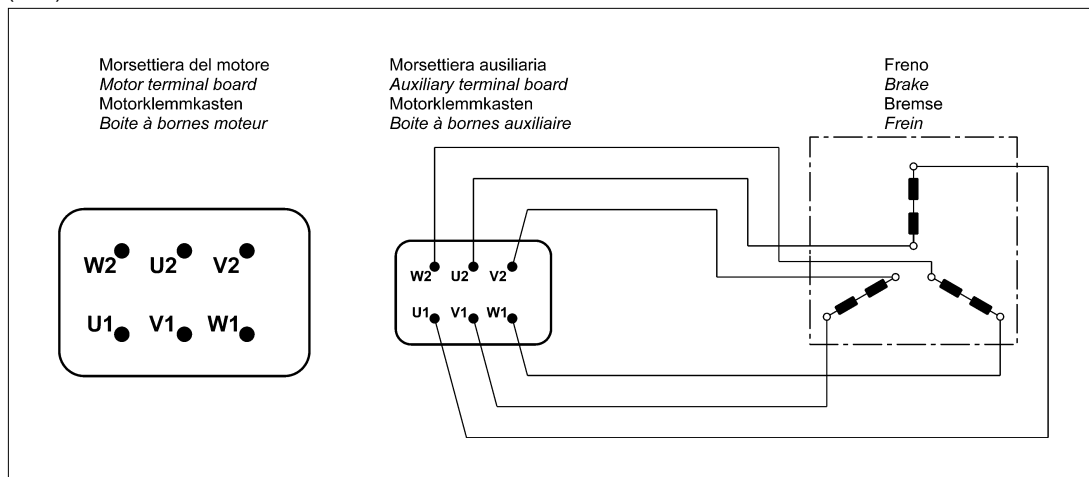 Morsettiera del motore
Motor terminal board
Motorklemmkasten
Boite à bornes moteur
Morsettiera ausiliaria
Auxiliary terminal board
Motorklemmkasten
Boite à bornes auxiliaire
Freno
Brake
Bremse
Frein
W2 U2 V2
U1 V1 W1
W2 U2 V2
U1 V1 W1